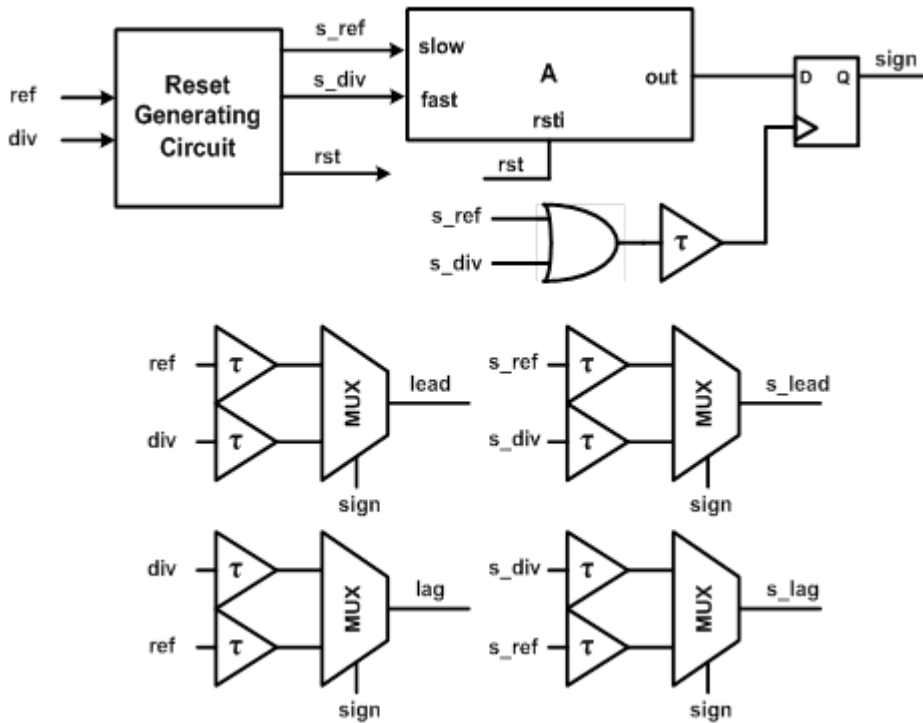 s_ref
slow
A
out
sign
D Q
Reset
Generating
Circuit
ref
s_div
fast
div
rsti
rst
rst
s_ref
s_div
τ
ref
τ
MUX
lead
div
τ
sign
s_ref
τ
MUX
s_lead
s_div
τ
sign
div
τ
MUX
lag
ref
τ
sign
s_div
τ
MUX
s_lag
s_ref
τ
sign